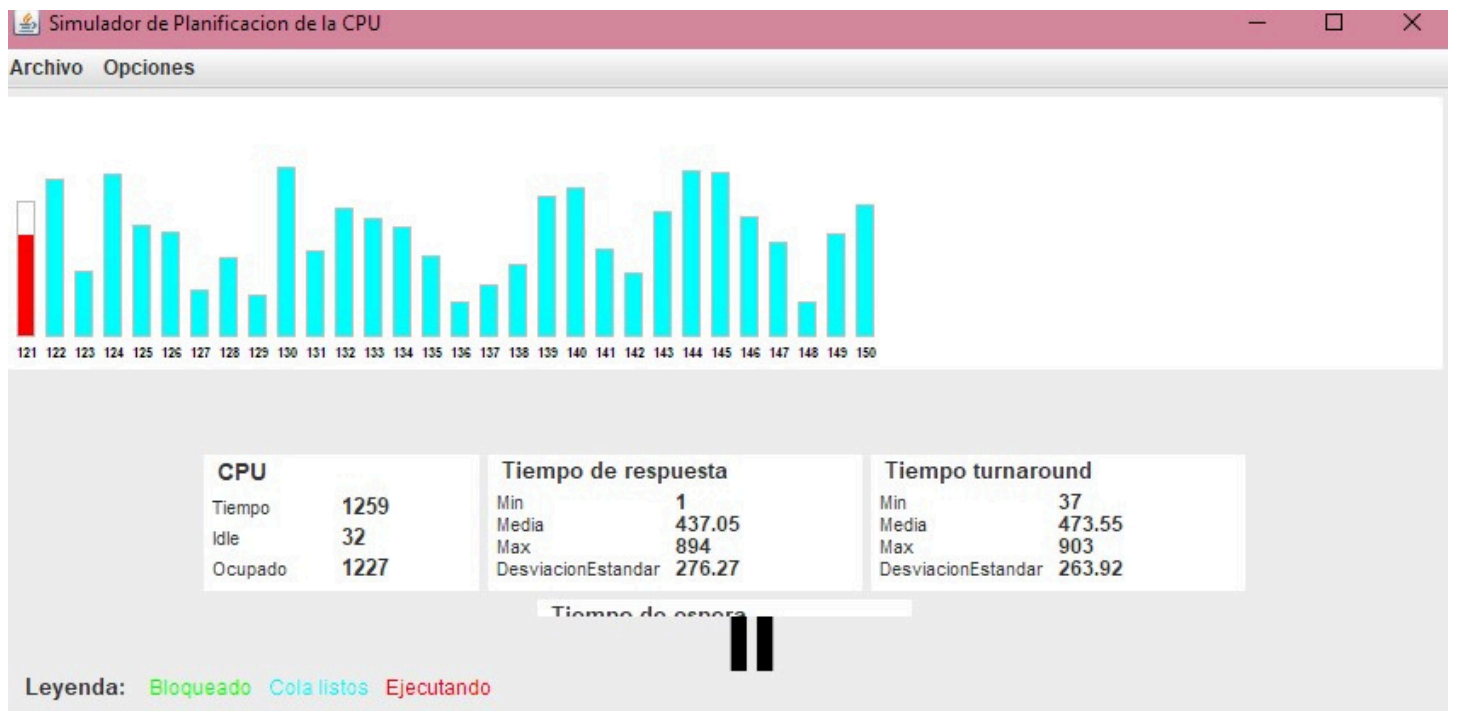 Simulador de Planificacion de la CPU
Archivo Opciones
121 122 123 124 125 126 127 128 129 130 131 132 133 134 135 136 137 138 139 140 141 142 143 144 145 146 147 148 149 150
CPU
Tiempo 1259
Idle 32
Ocupado 1227
Tiempo de respuesta
Min 1
Media 437.05
Max 894
DesviacionEstandar 276.27
Tiempo turnaround
Min 37
Media 473.55
Max 903
DesviacionEstandar 263.92
Tiempo de espera
Leyenda: Bloqueado Cola listos Ejecutando